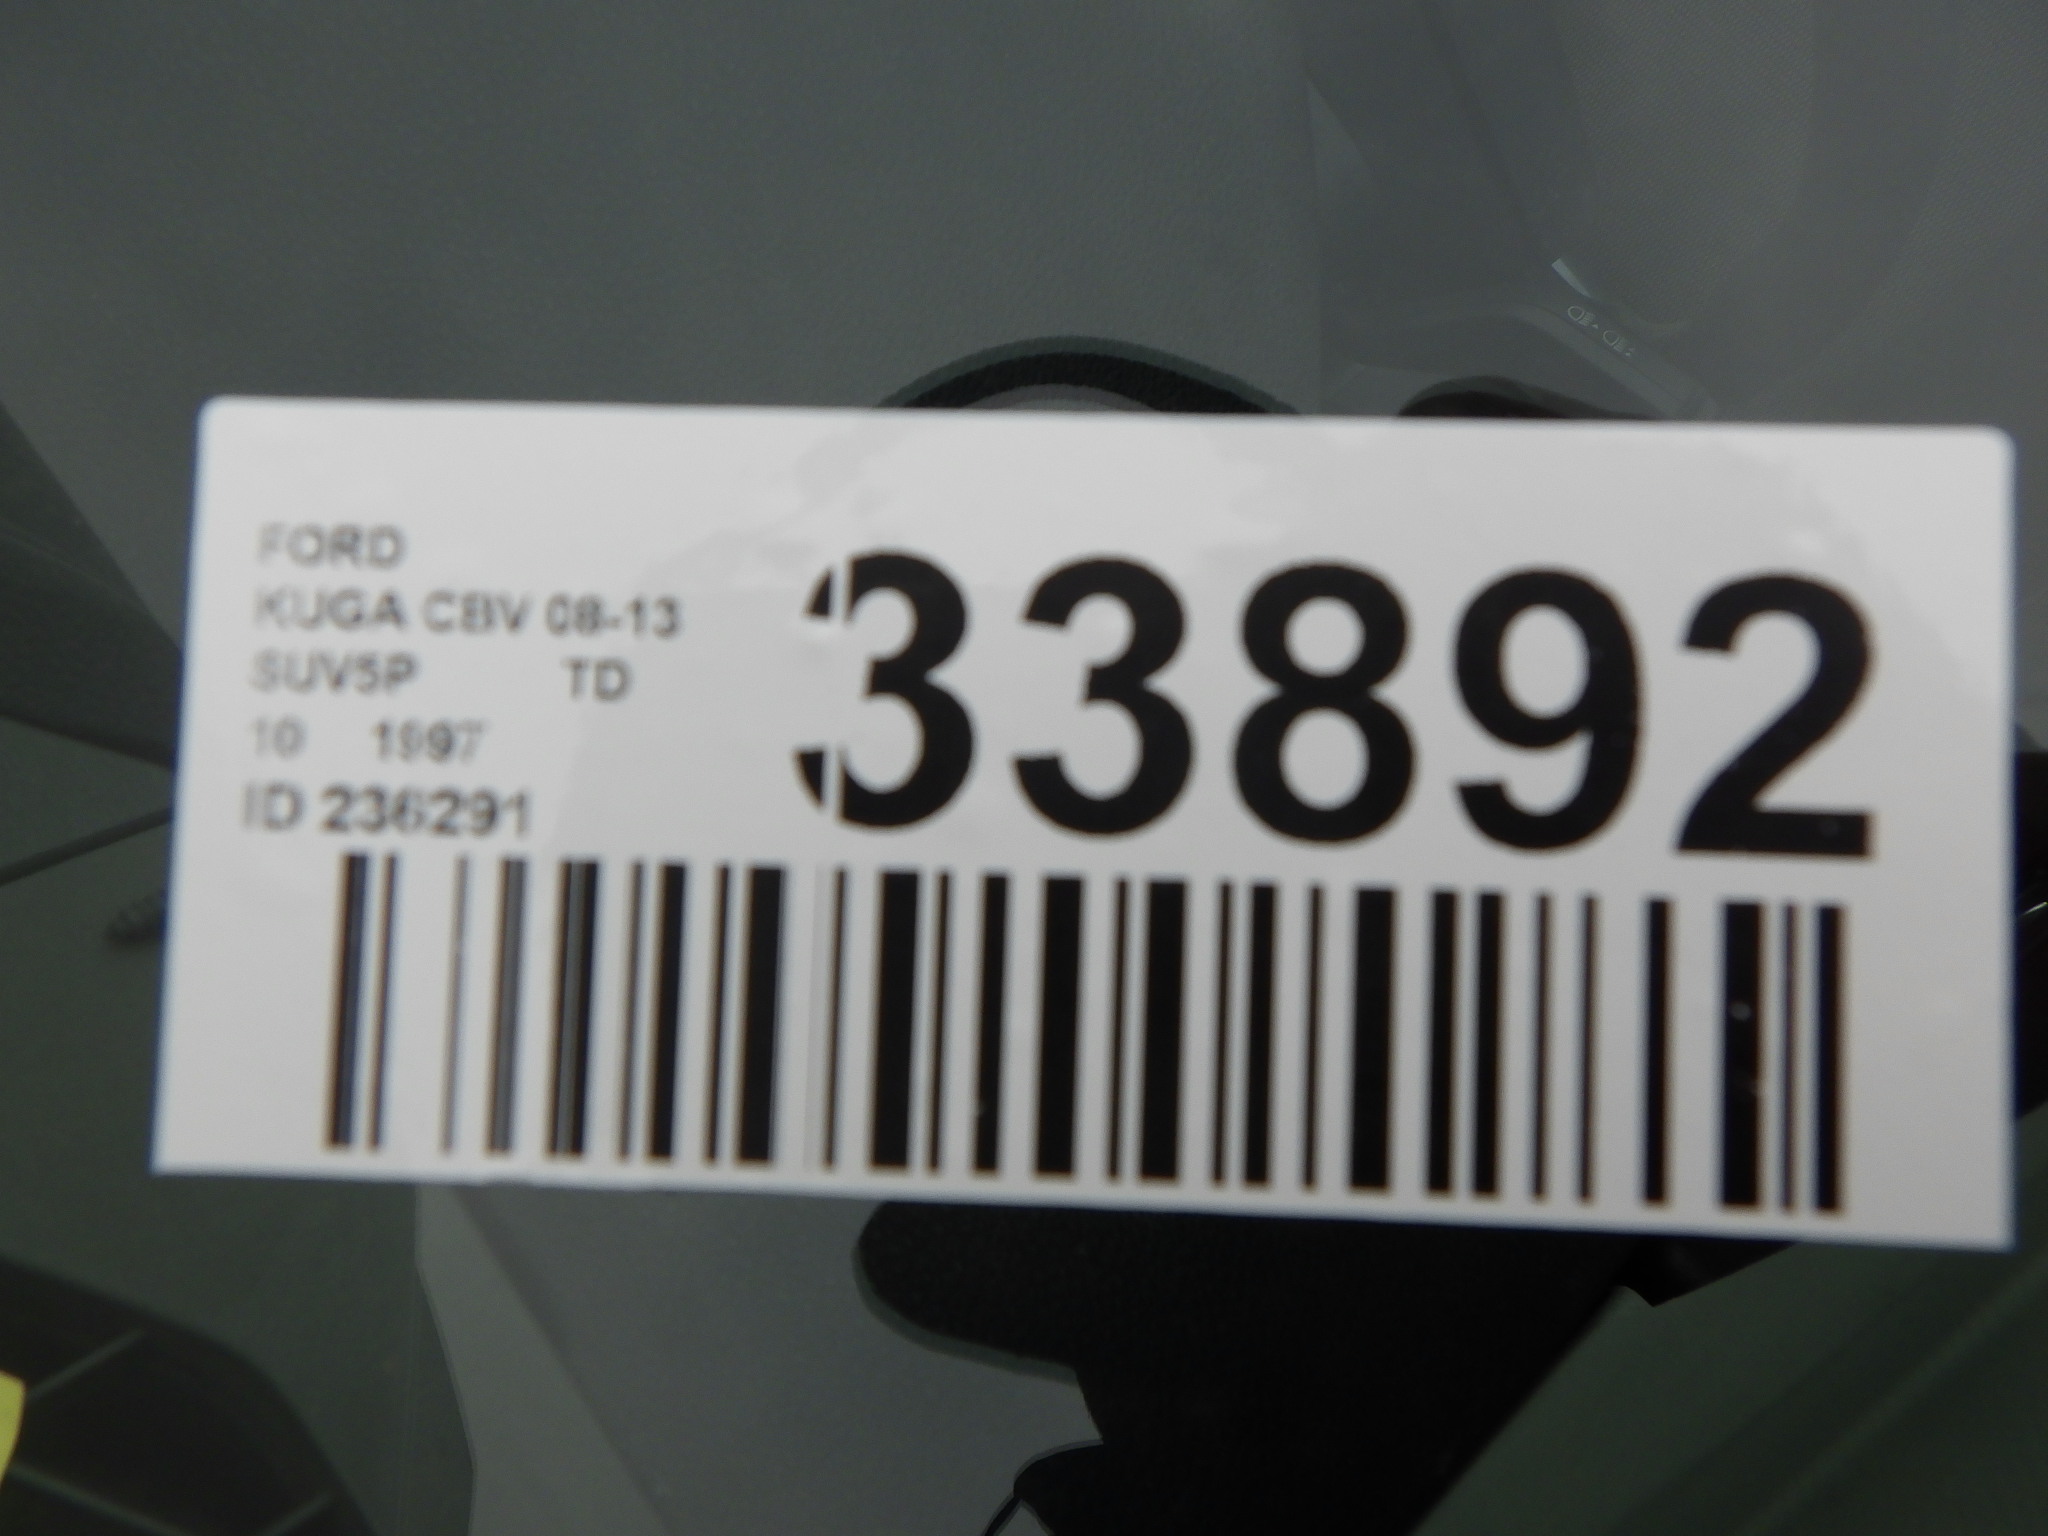 FORD
KUGA CBV 08-13
SUV5P TD
10 1997
ID 236291
33892